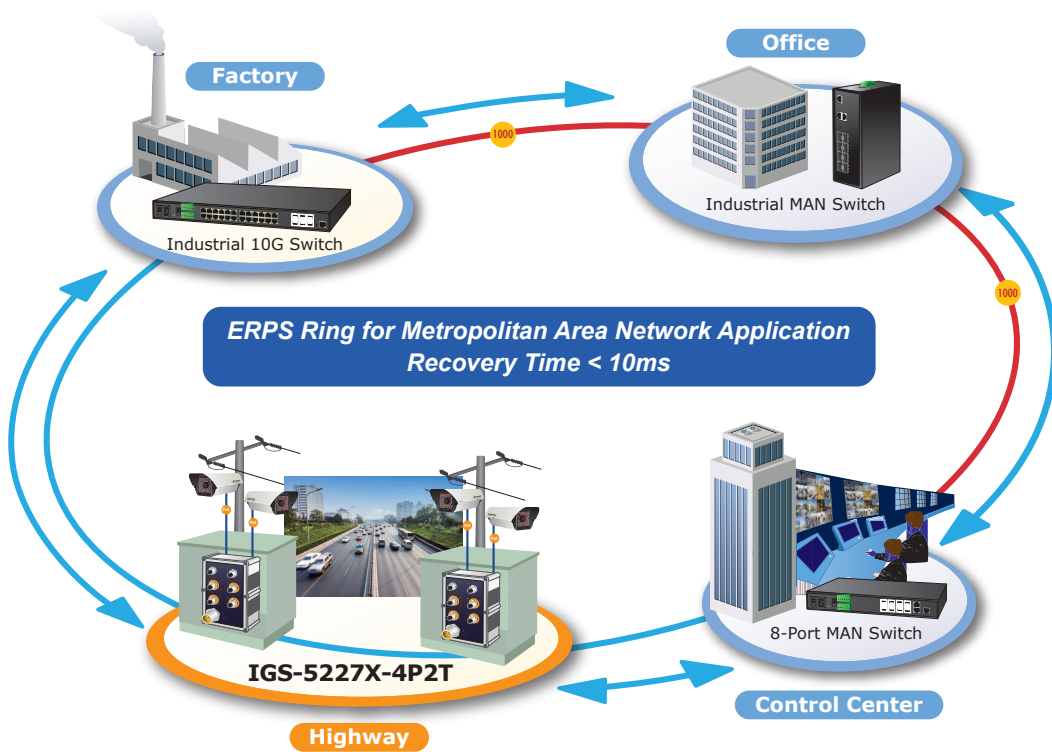 Factory
Office
1000
Industrial MAN Switch
Industrial 10G Switch
1000
ERPS Ring for Metropolitan Area Network Application
Recovery Time < 10ms
IGS-5227X-4P2T
8-Port MAN Switch
Highway
Control Center